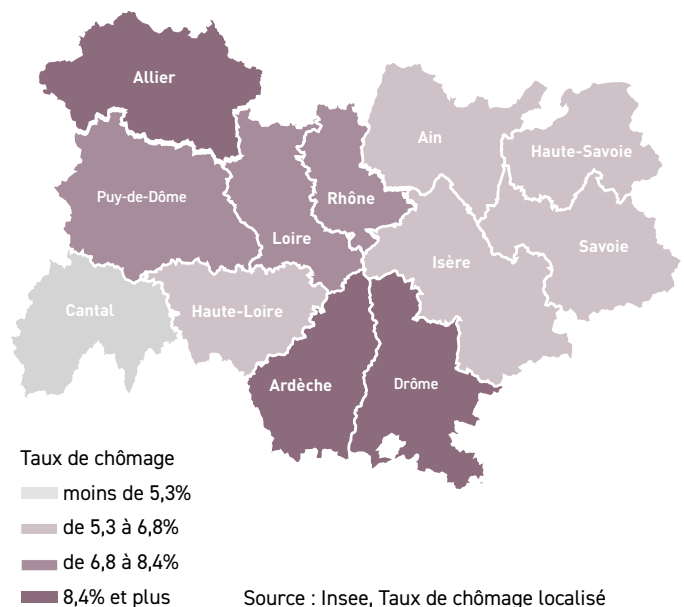 Allier
Ain
Haute-Savoie
Puy-de-Dôme
Rhône
Loire
Savoie
Isère
Cantal
Haute-Loire
Ardèche
Drôme
Taux de chômage
moins de 5,3%
de 5,3 à 6,8%
de 6,8 à 8,4%
8,4% et plus
Source : Insee, Taux de chômage localisé